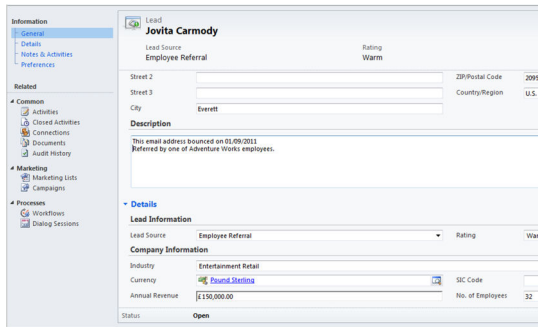 Information
General
Details
Notes & Activities
Preferences
Related
Common
Activities
Closed Activities
Connections
Documents
Audit History
Marketing
Marketing Lists
Campaigns
Processes
Workflows
Dialog Sessions
Lead
Jovita Carmody
Lead Source Rating
Employee Referral Warm
Street 2 ZIP/Postal Code 2095
Street 3 Country/Region U.S.
City Everett
Description
This email address bounced on 01/09/2011
Referred by one of Adventure Works employees.
Details
Lead Information
Lead Source Employee Referral Rating War
Company Information
Industry Entertainment Retail
Currency Pound Sterling SIC Code
Annual Revenue £150,000.00 No. of Employees 32
Status Open